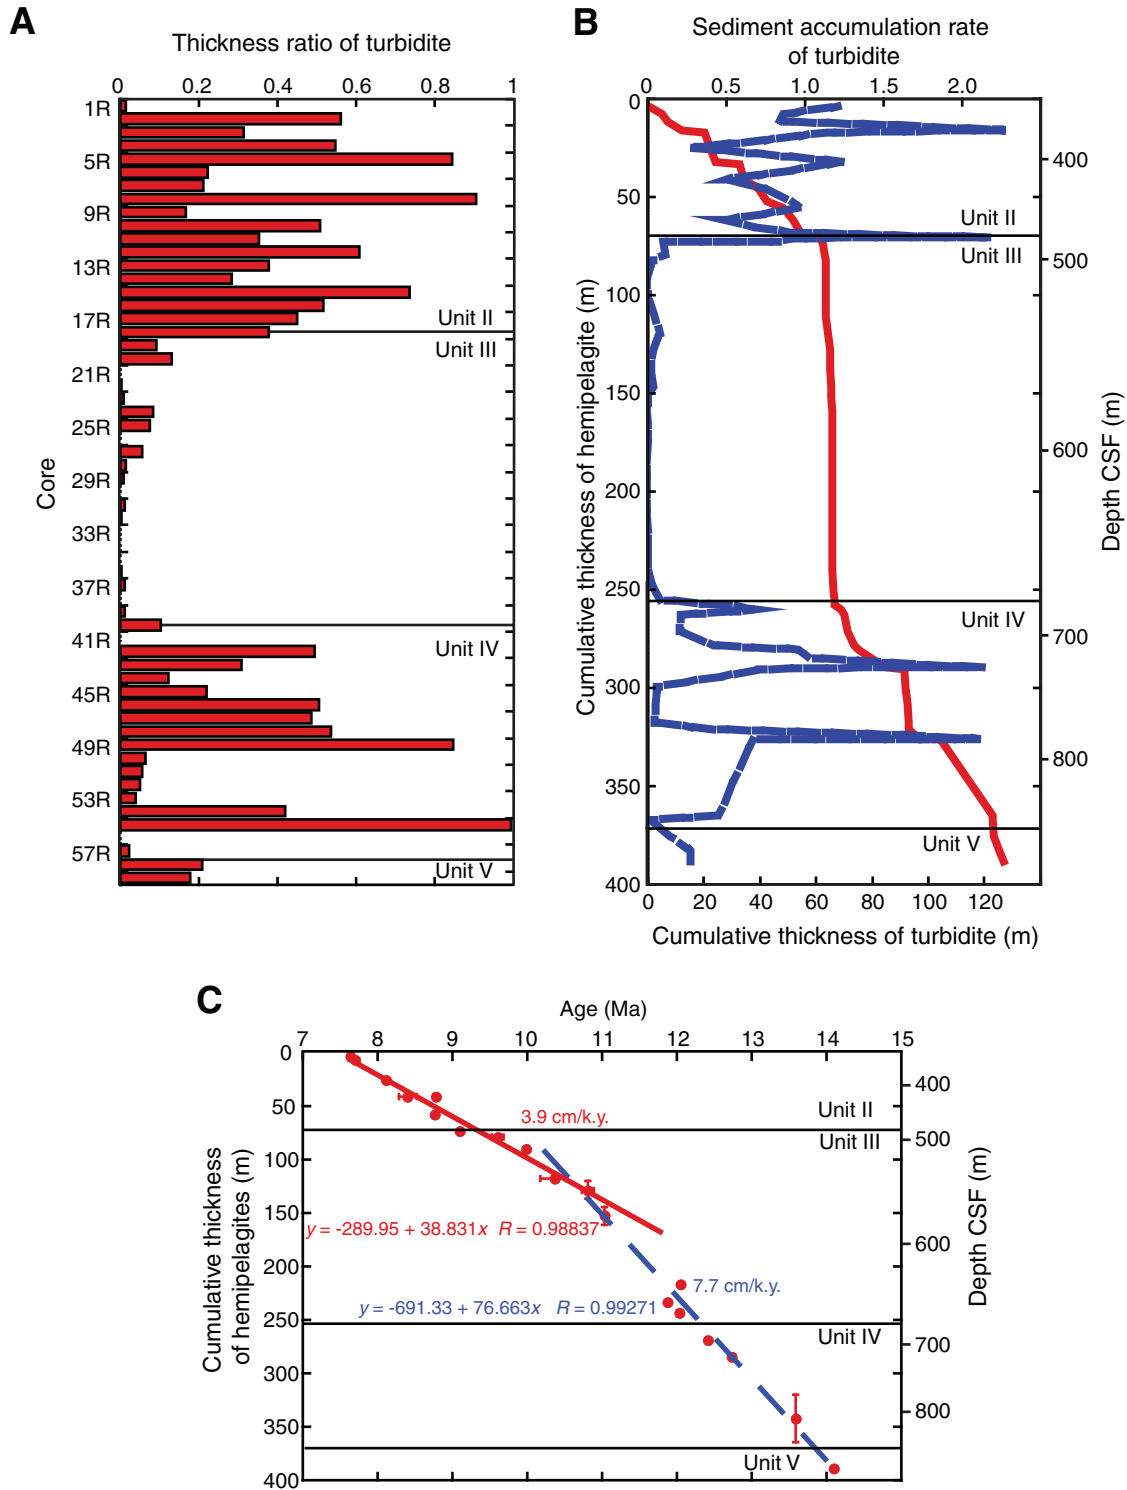 A
Thickness ratio of turbidite
0 0.2 0.4 0.6 0.8 1
1R
5R
9R
13R
17R
21R
25R
29R
33R
37R
41R
45R
49R
53R
57R
Core
Unit II
Unit III
Unit IV
Unit V
B
Sediment accumulation rate
of turbidite
0 0.5 1.0 1.5 2.0
0
50
100
150
200
250
300
350
400
Cumulative thickness of hemipelagite (m)
Unit II
Unit III
Unit IV
Unit V
400
500
600
700
800
Depth CSF (m)
0 20 40 60 80 100 120
Cumulative thickness of turbidite (m)
C
Age (Ma)
7 8 9 10 11 12 13 14 15
0
50
100
150
200
250
300
350
400
Cumulative thickness
of hemipelagites (m)
3.9 cm/k.y.
y = -289.95 + 38.831x R = 0.98837
7.7 cm/k.y.
y = -691.33 + 76.663x R = 0.99271
Unit II
Unit III
Unit IV
Unit V
400
500
600
700
800
Depth CSF (m)